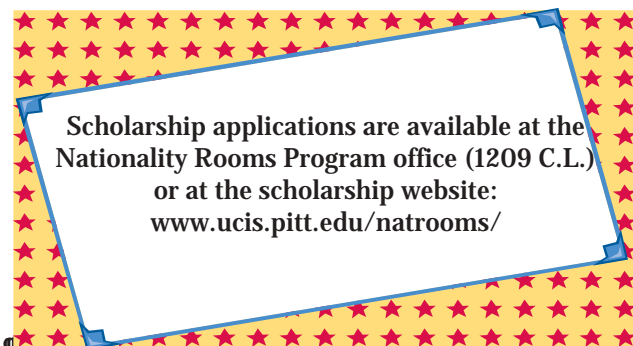 Scholarship applications are available at the
Nationality Rooms Program office (1209 C.L.)
or at the scholarship website:
www.ucis.pitt.edu/natrooms/